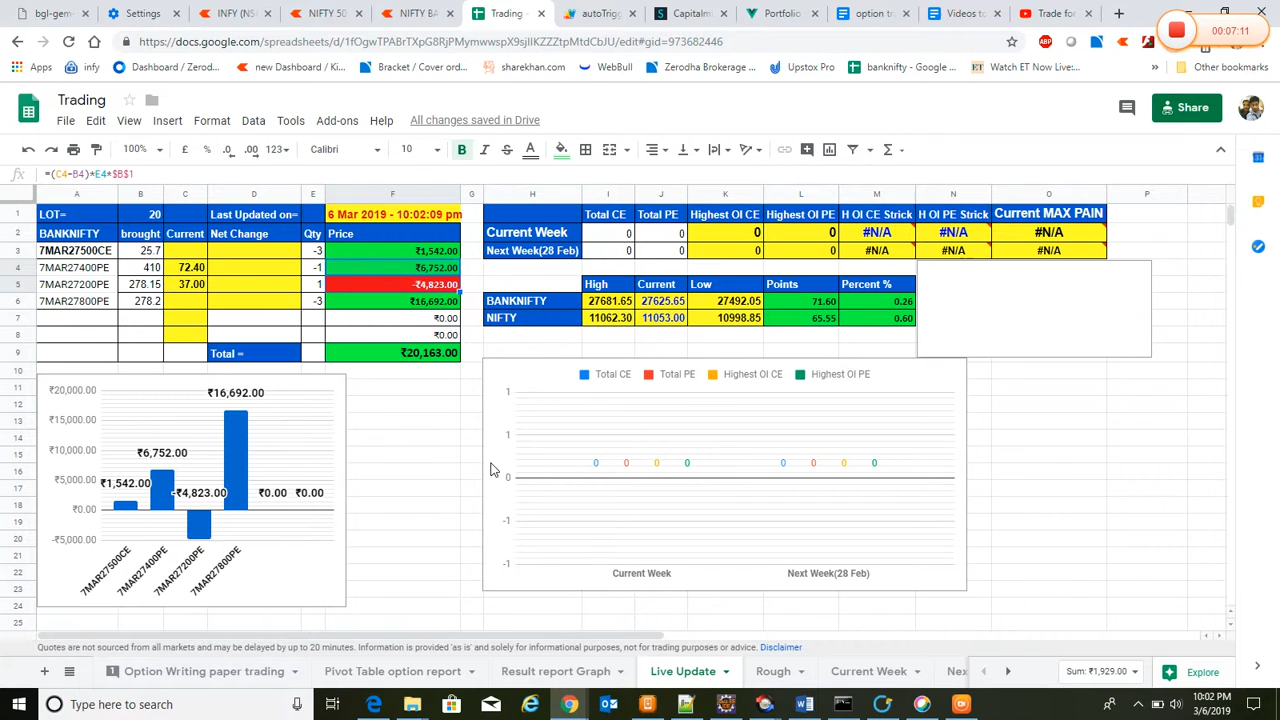 bgl-gem
Settings
INFY (NS
NIFTY 50
NIFTY BA
Trading -
autoTrigg
Capitalmi
Portfolio
option tra
Videos to
Trade for
00:07:11
https://docs.google.com/spreadsheets/d/1fOgwTPABrTXpG8RjPMymwwspX9DDZZZtpMtdCbJU/edit#gid=973682446
Apps
infy
Dashboard / Zerod...
new Dashboard / Ki...
Bracket / Cover ord...
sharesadda.com
WebBull
Zerodha Brokerage...
Upstox Pro
banknifty - Google ...
Watch ET Now Live:...
Other bookmarks
Trading
File Edit View Insert Format Data Tools Add-ons Help All changes saved in Drive
Share
100% £ % .0 .00 123 Calibri 10
fx =(C4-B4)*E4*$B$1
A B C D E F G H I J K L M N O P
1 LOT= 20 Last Updated on= 6 Mar 2019 - 10:02:09 pm Total CE Total PE Highest OI CE Highest OI PE H OI CE Strick H OI PE Strick Current MAX PAIN
2 BANKNIFTY brought Current Net Change Qty Price Current Week 0 0 0 0 #N/A #N/A #N/A
3 7MAR27500CE 25.7 -3 ₹1,542.00 Next Week(28 Feb) 0 0 0 0 #N/A #N/A #N/A
4 7MAR27400PE 410 72.40 -1 ₹6,752.00
5 7MAR27200PE 278.15 37.00 1 -₹4,823.00 High Current Low Points Percent %
6 7MAR27800PE 278.2 -3 ₹16,692.00 BANKNIFTY 27681.65 27625.65 27492.05 71.60 0.26
7 ₹0.00 NIFTY 11062.30 11053.00 10998.85 65.55 0.60
8 ₹0.00
9 Total = ₹20,163.00
10
11
12
13
14
15
16
17
18
19
20
21
22
23
24
25
₹20,000.00
₹15,000.00
₹10,000.00
₹5,000.00
₹0.00
-₹5,000.00
₹1,542.00
₹6,752.00
-₹4,823.00
₹16,692.00
₹0.00
₹0.00
7MAR27500CE
7MAR27400PE
7MAR27200PE
7MAR27800PE
Total CE Total PE Highest OI CE Highest OI PE
1
1
0
-1
-1
0 0 0 0 0 0 0 0
Current Week Next Week(28 Feb)
Quotes are not sourced from all markets and may be delayed by up to 20 minutes. Information is provided 'as is' and solely for informational purposes, not for trading purposes or advice. Disclaimer
Option Writing paper trading
Pivot Table option report
Result report Graph
Live Update
Rough
Current Week
Nex
Sum: ₹1,929.00
Explore
Type here to search
10:02 PM
3/6/2019